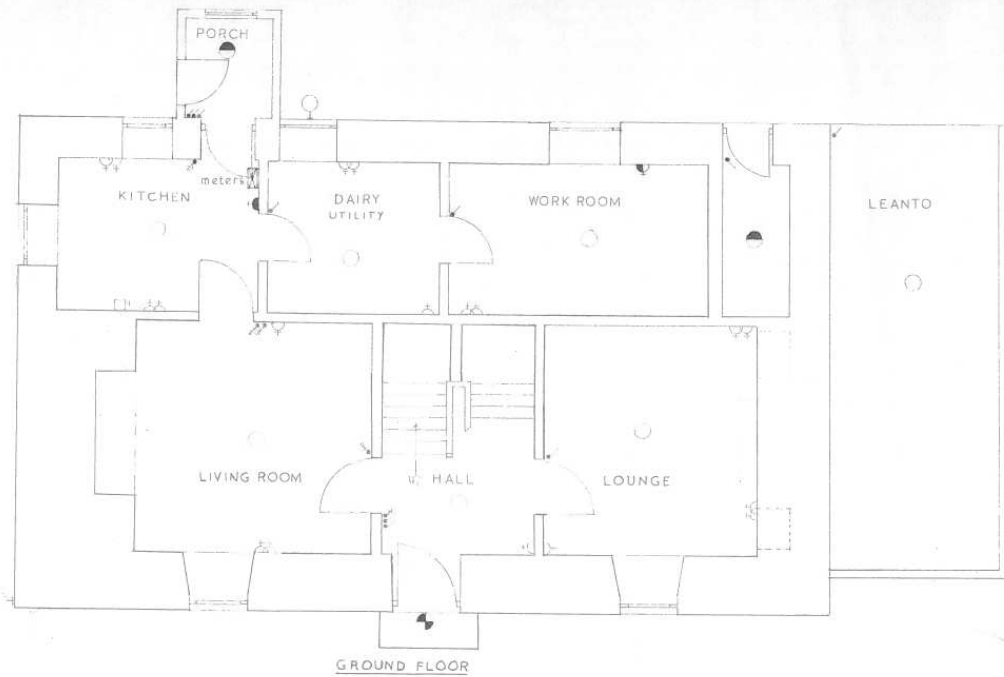 PORCH
meters
KITCHEN
DAIRY
UTILITY
WORK ROOM
LEANTO
LIVING ROOM
HALL
LOUNGE
GROUND FLOOR